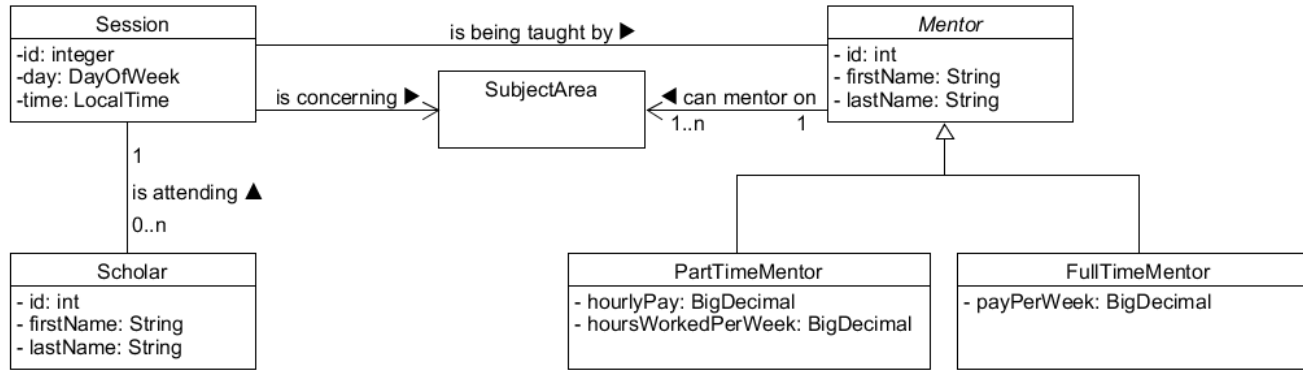 Session
-id: integer
-day: DayOfWeek
-time: LocalTime
is being taught by ▶
Mentor
- id: int
- firstName: String
- lastName: String
is concerning ▶
SubjectArea
◀ can mentor on
1..n
1
1
is attending ▲
0..n
Scholar
- id: int
- firstName: String
- lastName: String
PartTimeMentor
- hourlyPay: BigDecimal
- hoursWorkedPerWeek: BigDecimal
FullTimeMentor
- payPerWeek: BigDecimal